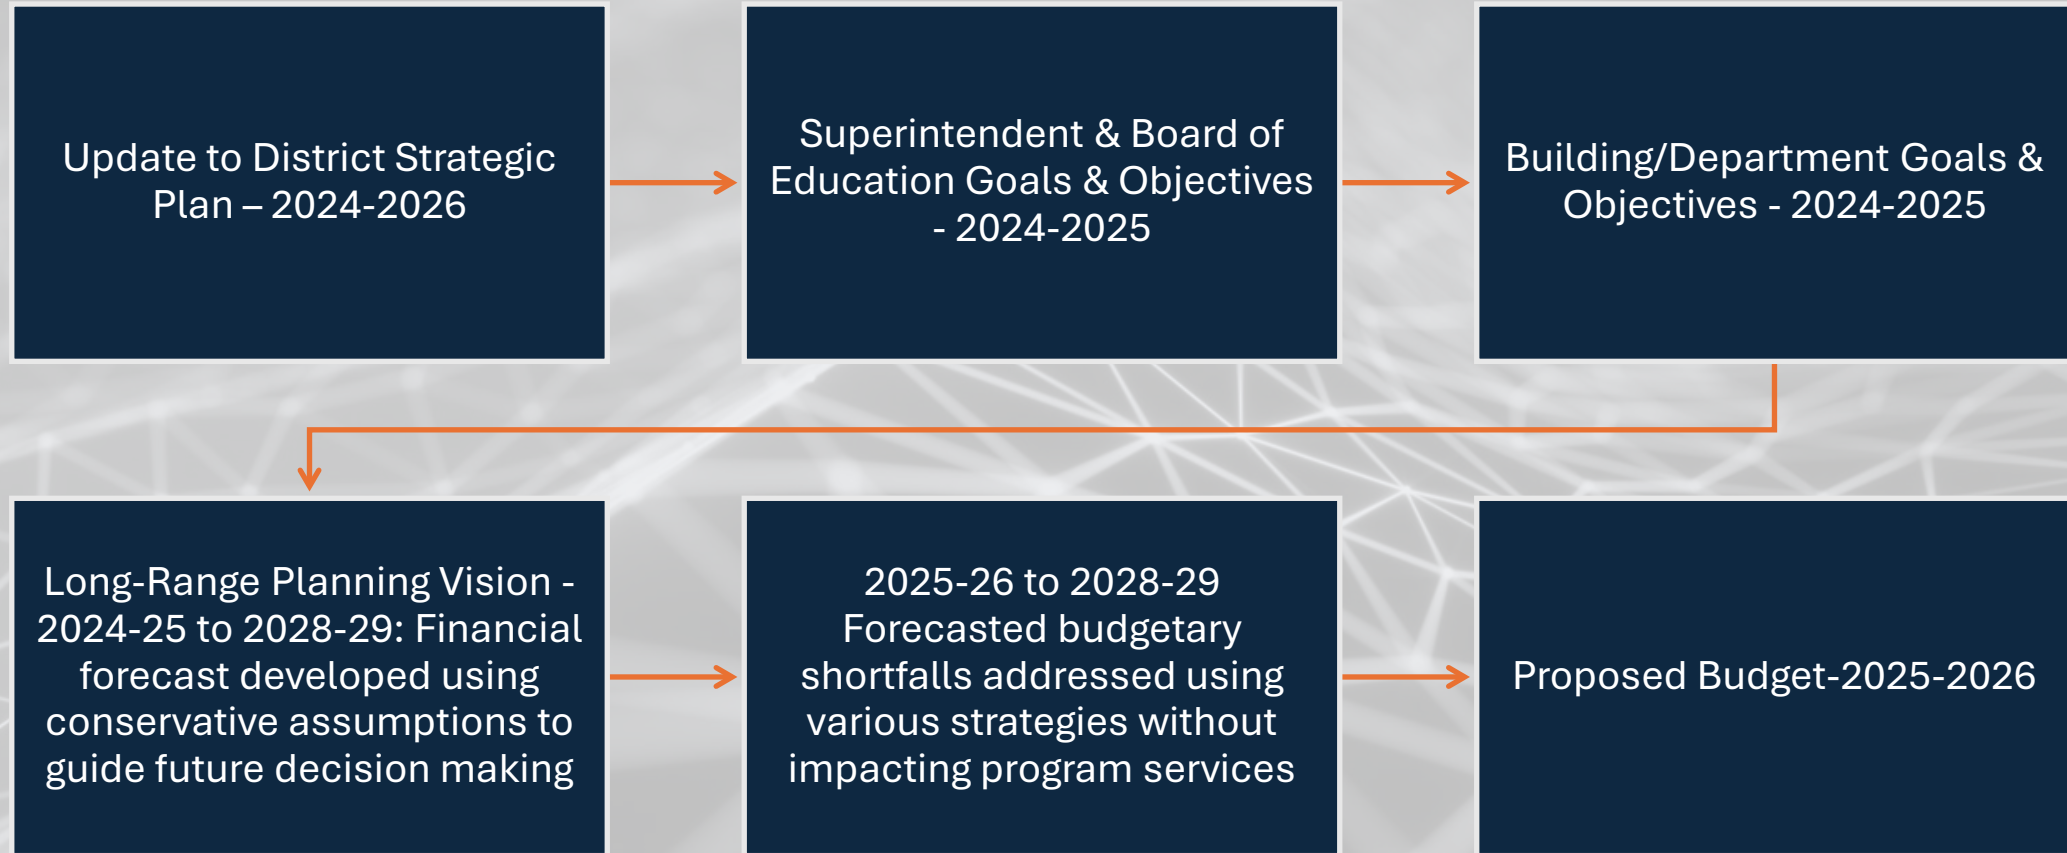 Update to District Strategic
Plan – 2024-2026
Superintendent & Board of
Education Goals & Objectives
- 2024-2025
Building/Department Goals &
Objectives - 2024-2025
Long-Range Planning Vision -
2024-25 to 2028-29: Financial
forecast developed using
conservative assumptions to
guide future decision making
2025-26 to 2028-29
Forecasted budgetary
shortfalls addressed using
various strategies without
impacting program services
Proposed Budget-2025-2026